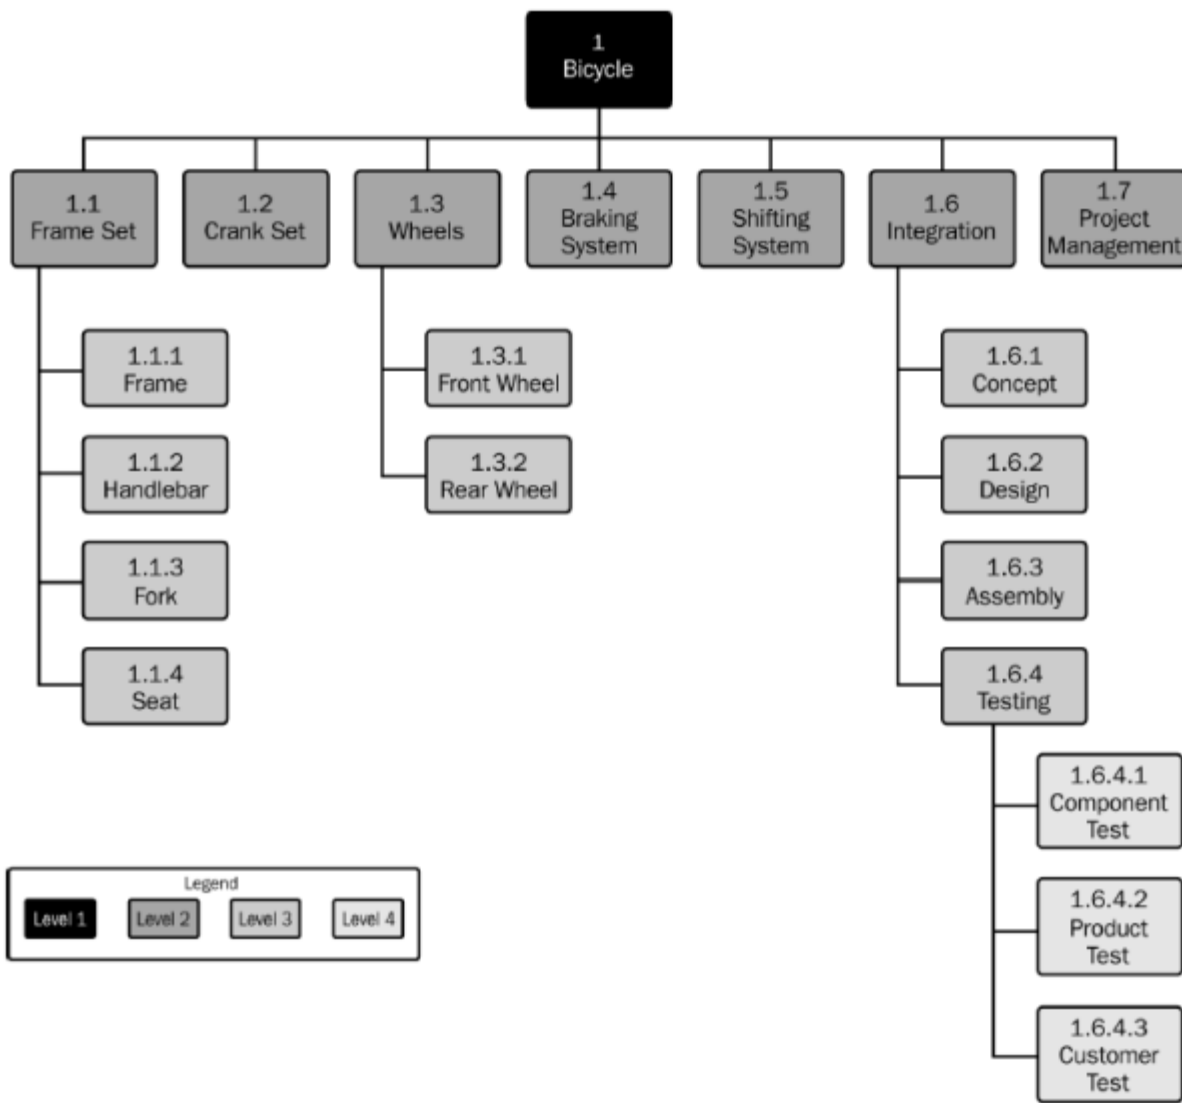 1
Bicycle
1.1
Frame Set
1.2
Crank Set
1.3
Wheels
1.4
Braking
System
1.5
Shifting
System
1.6
Integration
1.7
Project
Management
1.1.1
Frame
1.1.2
Handlebar
1.1.3
Fork
1.1.4
Seat
1.3.1
Front Wheel
1.3.2
Rear Wheel
1.6.1
Concept
1.6.2
Design
1.6.3
Assembly
1.6.4
Testing
1.6.4.1
Component
Test
1.6.4.2
Product
Test
1.6.4.3
Customer
Test
Legend
Level 1
Level 2
Level 3
Level 4